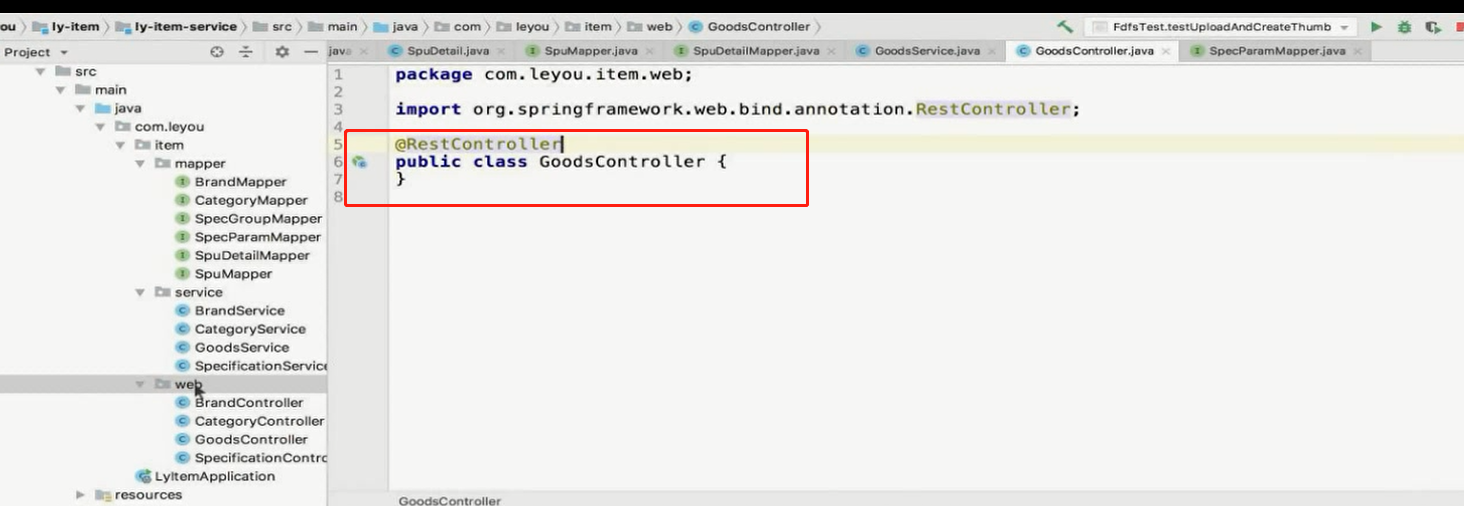 ou ly-item ly-item-service src main java com leyou item web GoodsController FdfsTest.testUploadAndCreateThumb
Project java SpuDetail.java SpuMapper.java SpuDetailMapper.java GoodsService.java GoodsController.java SpecParamMapper.java
src
main
java
com.leyou
item
mapper
BrandMapper
CategoryMapper
SpecGroupMapper
SpecParamMapper
SpuDetailMapper
SpuMapper
service
BrandService
CategoryService
GoodsService
SpecificationService
web
BrandController
CategoryController
GoodsController
SpecificationContro
LyItemApplication
resources
1 package com.leyou.item.web;
2
3 import org.springframework.web.bind.annotation.RestController;
4
5 @RestController
6 public class GoodsController {
7 }
8
GoodsController